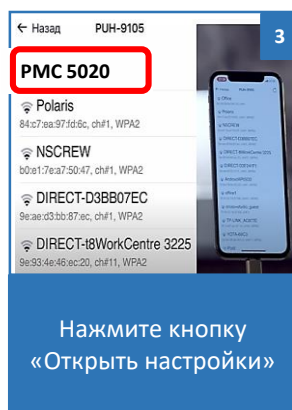 ← Назад PUH-9105
3
PMC 5020
Polaris
84:c7:ea:97:fd:6c, ch#1, WPA2
NSCREW
b0:e1:7e:a7:50:47, ch#1, WPA2
DIRECT-D3BB07EC
9e:ae:d3:bb:87:ec, ch#1, WPA2
DIRECT-t8WorkCentre 3225
9e:93:4e:46:ec:20, ch#11, WPA2
Нажмите кнопку
«Открыть настройки»